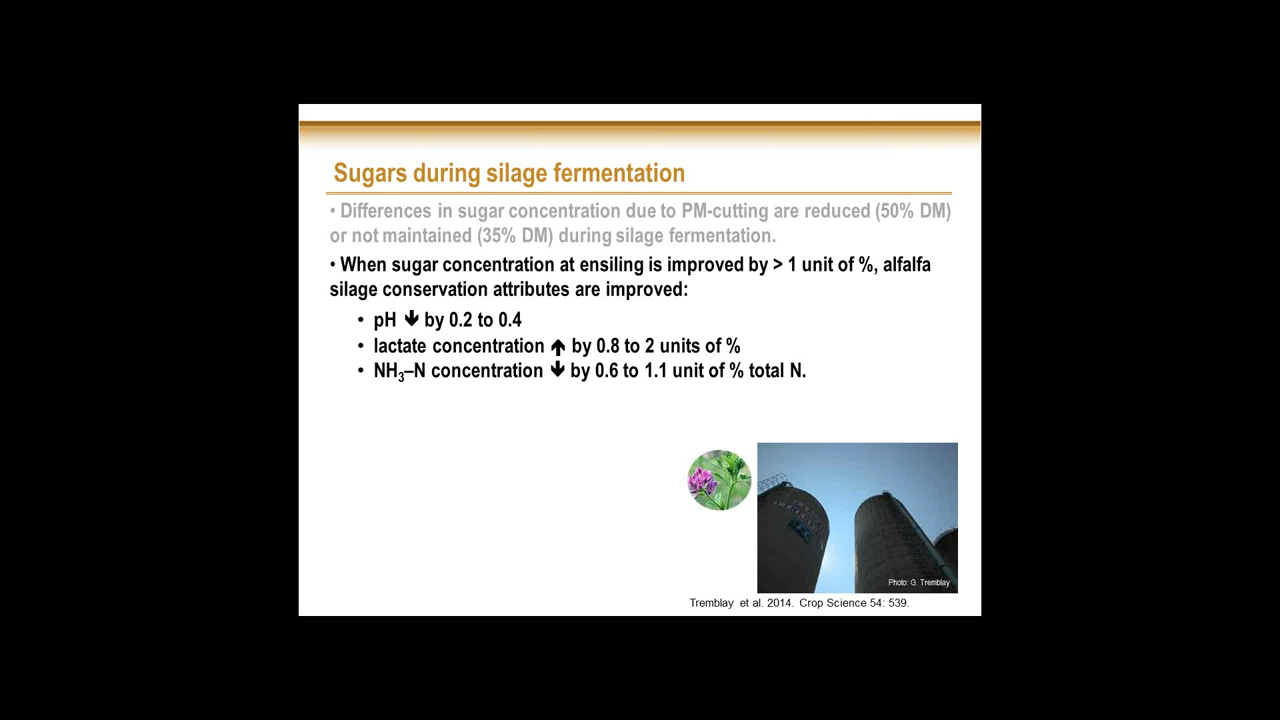 Sugars during silage fermentation
• Differences in sugar concentration due to PM-cutting are reduced (50% DM)
or not maintained (35% DM) during silage fermentation.
• When sugar concentration at ensiling is improved by > 1 unit of %, alfalfa
silage conservation attributes are improved:
• pH 🡻 by 0.2 to 0.4
• lactate concentration 🡹 by 0.8 to 2 units of %
• NH₃–N concentration 🡻 by 0.6 to 1.1 unit of % total N.
Photo: G. Tremblay
Tremblay et al. 2014. Crop Science 54: 539.